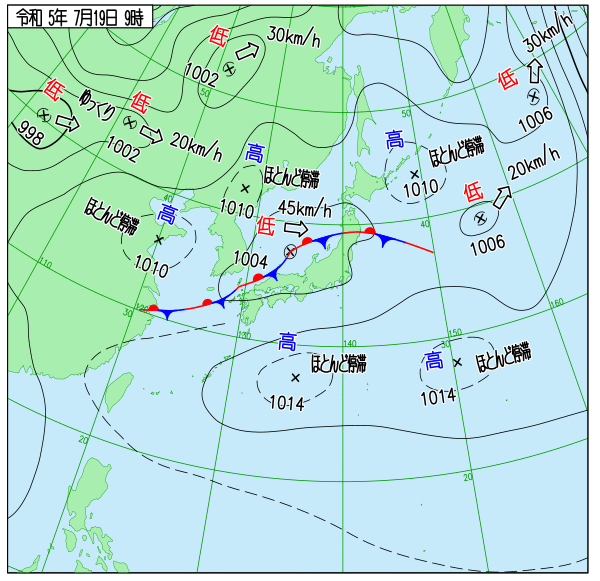 令和 5年 7月19日 9時
低
30km/h
1002
50
低
ゆっくり
998
低
20km/h
1002
30km/h
低
1006
50
高
ほとんど停滞
1010
高
ほとんど停滞
1010
低
20km/h
1006
40
高
ほとんど停滞
1010
40
低
45km/h
1004
110
120
30
130
140
30
150
160
高
ほとんど停滞
1014
高
ほとんど停滞
1014
20
20
20